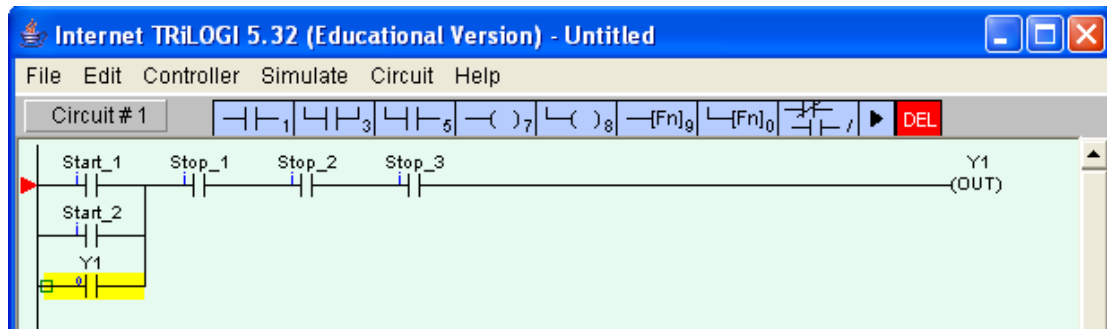 Internet TRiLOGI 5.32 (Educational Version) - Untitled
File Edit Controller Simulate Circuit Help
Circuit # 1 1 3 5 ( )7 ( )8 [Fn]9 [Fn]0 / DEL
Start_1 Stop_1 Stop_2 Stop_3 Y1
i i i i (OUT)
Start_2
i
Y1
o